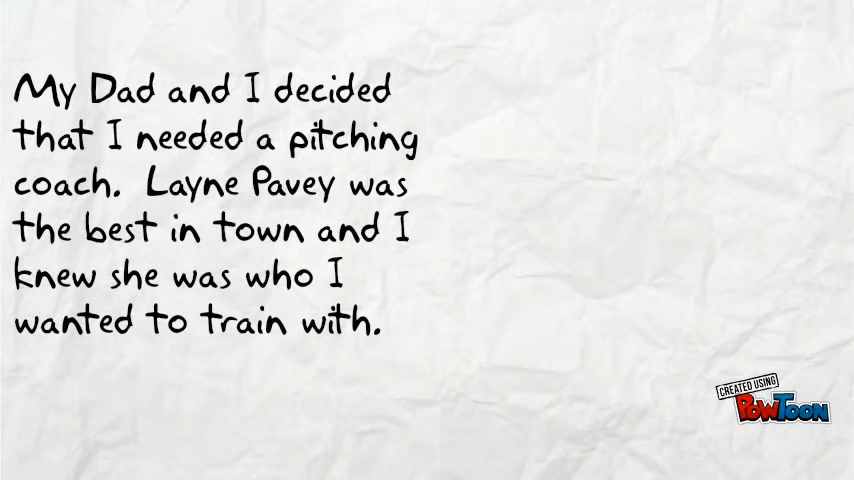 My Dad and I decided
that I needed a pitching
coach.  Layne Pavey was
the best in town and I
knew she was who I
wanted to train with.
CREATED USING
POWTOON